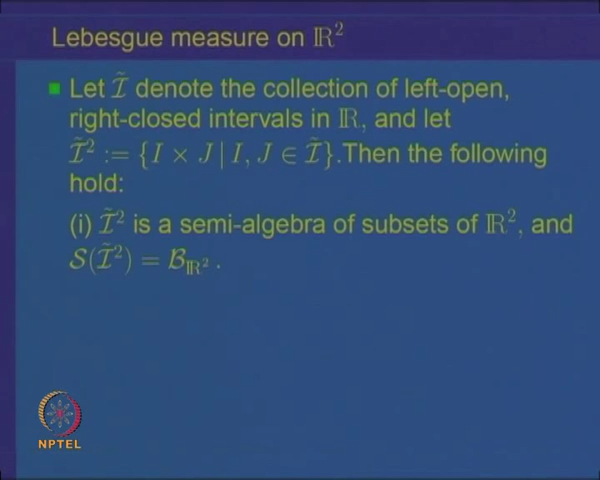 Lebesgue measure on ℝ²
Let Ĩ denote the collection of left-open,
right-closed intervals in ℝ, and let
Ĩ² := {I × J | I, J ∈ Ĩ}.Then the following
hold:
(i) Ĩ² is a semi-algebra of subsets of ℝ², and
𝒮(Ĩ²) = ℬ_ℝ² .
NPTEL